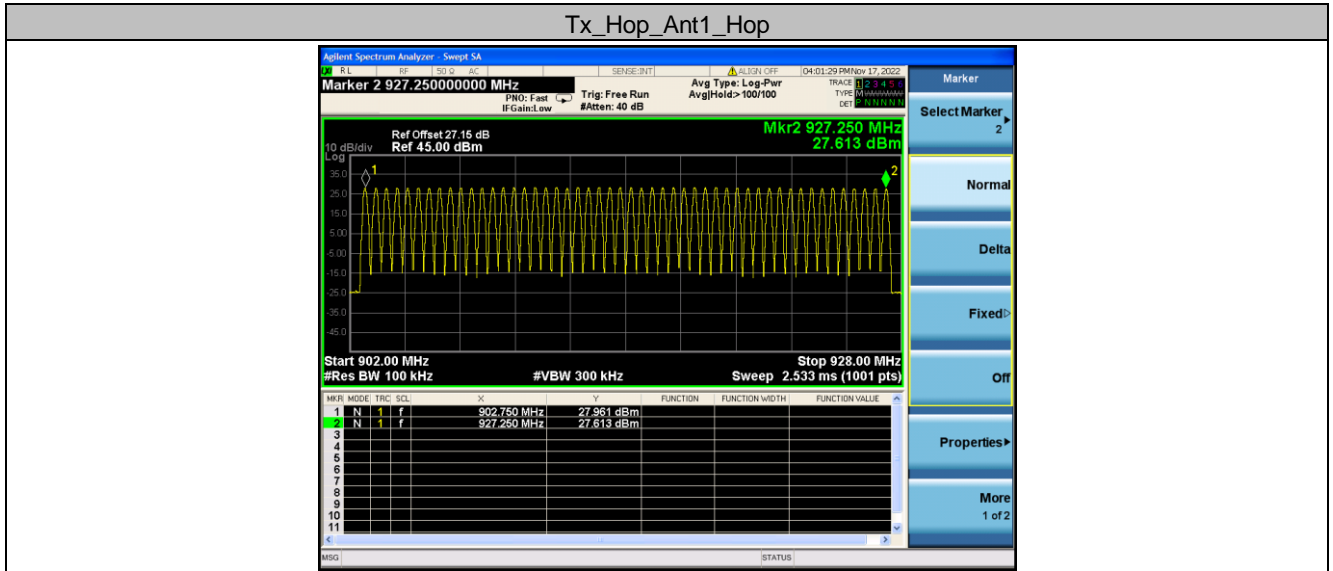 Tx_Hop_Ant1_Hop
Agilent Spectrum Analyzer - Swept SA
RL RF 50 Ω AC SENSE:INT ALIGN OFF 04:01:29 PM Nov 17, 2022
Marker 2 927.250000000 MHz
PNO: Fast Trig: Free Run Avg Type: Log-Pwr TRACE 1 2 3 4 5 6
IFGain:Low #Atten: 40 dB Avg|Hold:>100/100 TYPE M
DET P N N N N N
Mkr2 927.250 MHz
27.613 dBm
Ref Offset 27.15 dB
10 dB/div Ref 45.00 dBm
Log
1
2
35.0
25.0
15.0
5.00
-5.00
-15.0
-25.0
-35.0
-45.0
Start 902.00 MHz Stop 928.00 MHz
#Res BW 100 kHz #VBW 300 kHz Sweep 2.533 ms (1001 pts)
MKR MODE TRC SCL X Y FUNCTION FUNCTION WIDTH FUNCTION VALUE
1 N 1 f 902.750 MHz 27.961 dBm
2 N 1 f 927.250 MHz 27.613 dBm
3
4
5
6
7
8
9
10
11
MSG STATUS
Marker
Select Marker
2
Normal
Delta
Fixed
Off
Properties
More
1 of 2